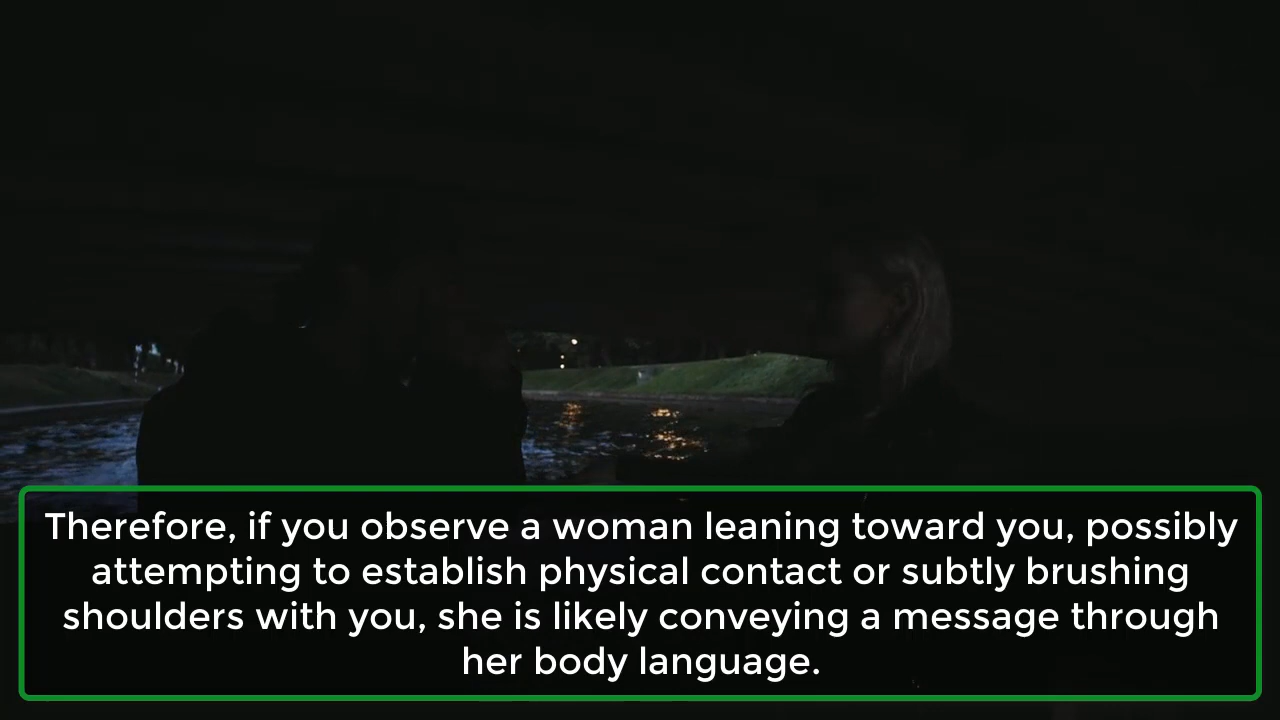 Therefore, if you observe a woman leaning toward you, possibly
attempting to establish physical contact or subtly brushing
shoulders with you, she is likely conveying a message through
her body language.